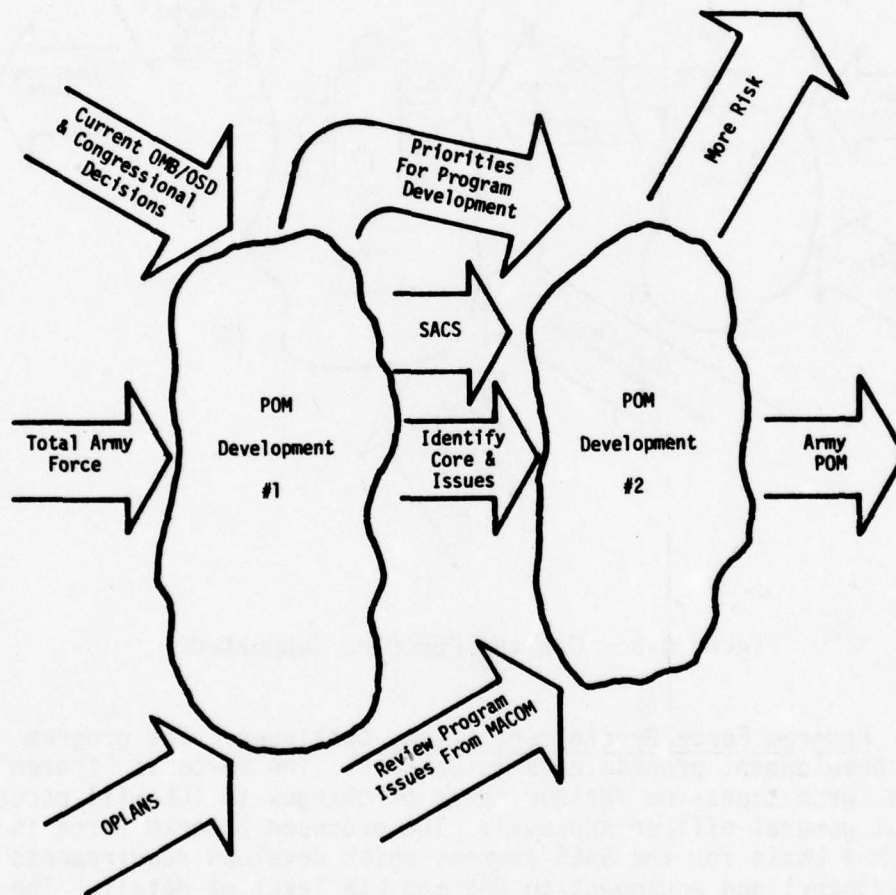 Current OMB/OSD
& Congressional
Decisions
Priorities
For Program
Development
More Risk
SACS
Total Army
Force
POM
Development
#1
Identify
Core &
Issues
POM
Development
#2
Army
POM
OPLANS
Review Program
Issues From MACOM